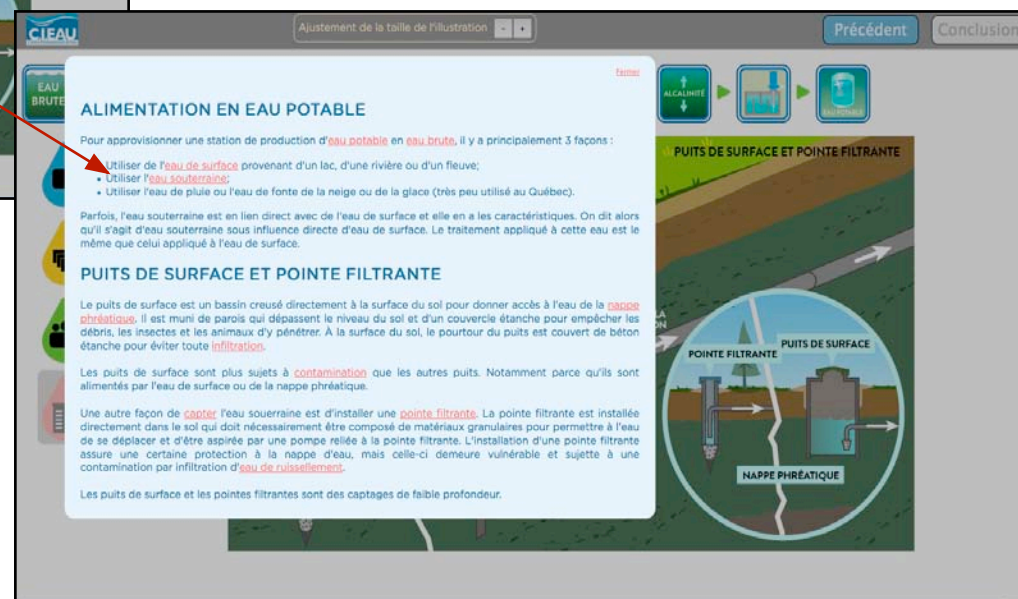 CIEAU
Ajustement de la taille de l'illustration - +
Précédent
Conclusion
EAU
BRUTE
ALCALINITÉ
EAU POTABLE
Fermer
ALIMENTATION EN EAU POTABLE
Pour approvisionner une station de production d'eau potable en eau brute, il y a principalement 3 façons :
• Utiliser de l'eau de surface provenant d'un lac, d'une rivière ou d'un fleuve;
• Utiliser l'eau souterraine;
• Utiliser l'eau de pluie ou l'eau de fonte de la neige ou de la glace (très peu utilisé au Québec).
Parfois, l'eau souterraine est en lien direct avec de l'eau de surface et elle en a les caractéristiques. On dit alors
qu'il s'agit d'eau souterraine sous influence directe d'eau de surface. Le traitement appliqué à cette eau est le
même que celui appliqué à l'eau de surface.
PUITS DE SURFACE ET POINTE FILTRANTE
Le puits de surface est un bassin creusé directement à la surface du sol pour donner accès à l'eau de la nappe
phréatique. Il est muni de parois qui dépassent le niveau du sol et d'un couvercle étanche pour empêcher les
débris, les insectes et les animaux d'y pénétrer. À la surface du sol, le pourtour du puits est couvert de béton
étanche pour éviter toute infiltration.
Les puits de surface sont plus sujets à contamination que les autres puits. Notamment parce qu'ils sont
alimentés par l'eau de surface ou de la nappe phréatique.
Une autre façon de capter l'eau souerraine est d'installer une pointe filtrante. La pointe filtrante est installée
directement dans le sol qui doit nécessairement être composé de matériaux granulaires pour permettre à l'eau
de se déplacer et d'être aspirée par une pompe reliée à la pointe filtrante. L'installation d'une pointe filtrante
assure une certaine protection à la nappe d'eau, mais celle-ci demeure vulnérable et sujette à une
contamination par infiltration d'eau de ruissellement.
Les puits de surface et les pointes filtrantes sont des captages de faible profondeur.
PUITS DE SURFACE ET POINTE FILTRANTE
LA
ON
POINTE FILTRANTE
PUITS DE SURFACE
NAPPE PHRÉATIQUE